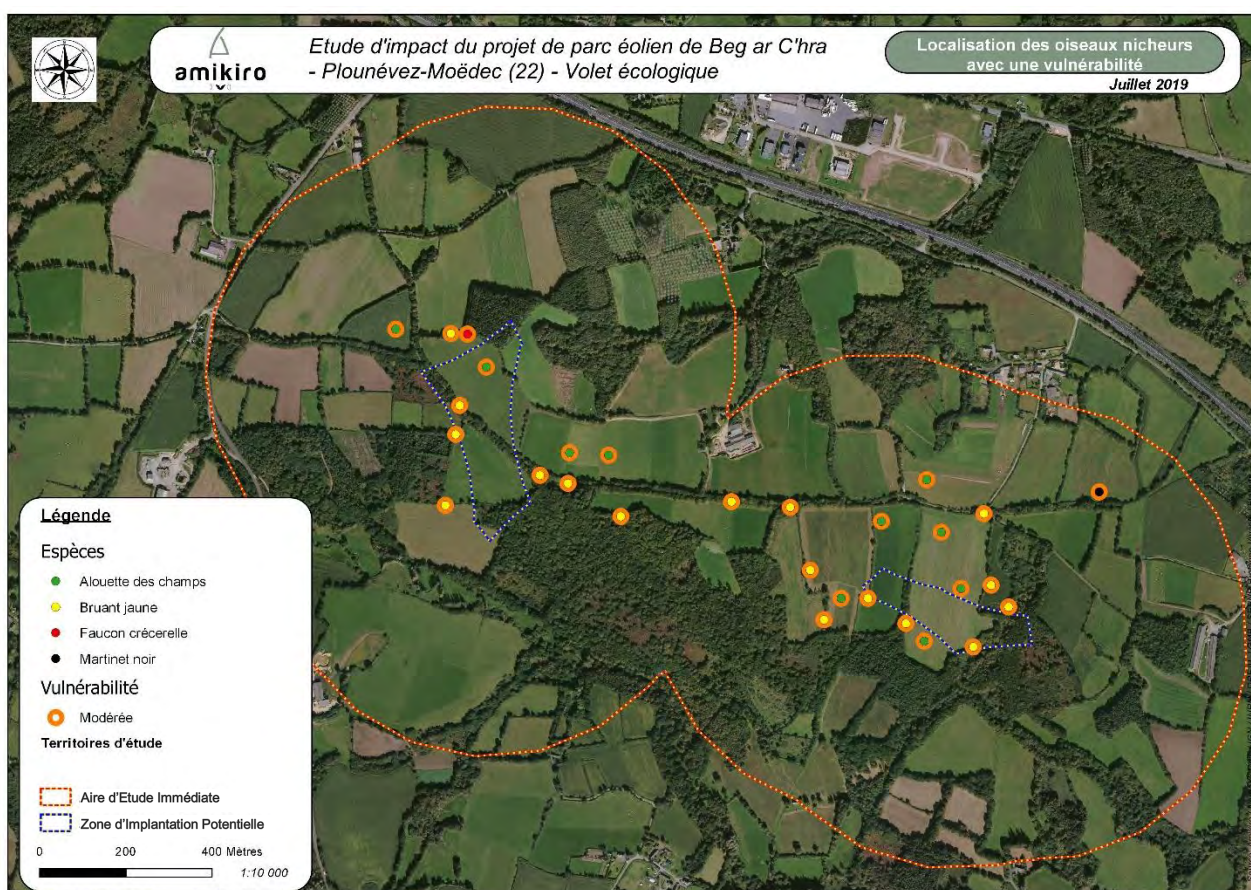 amikiro
Etude d'impact du projet de parc éolien de Beg ar C'hra
- Plounévez-Moëdec (22) - Volet écologique
Localisation des oiseaux nicheurs
avec une vulnérabilité
Juillet 2019
Légende
Espèces
Alouette des champs
Bruant jaune
Faucon crécerelle
Martinet noir
Vulnérabilité
Modérée
Territoires d'étude
Aire d'Etude Immédiate
Zone d'Implantation Potentielle
0 200 400 Mètres
1:10 000